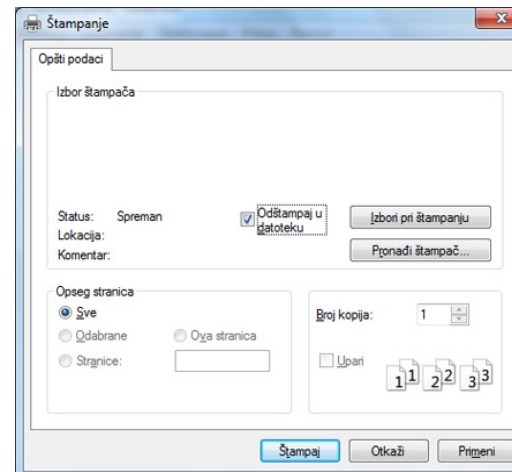 Štampanje
Opšti podaci
Izbor štampača
Status: Spreman
Lokacija:
Komentar:
Odštampaj u
datoteku
Izbori pri štampanju
Pronađi štampač...
Opseg stranica
Sve
Odabrane Ova stranica
Stranice:
Broj kopija: 1
Upari
1 1 2 2 3 3
Štampaj Otkaži Primeni